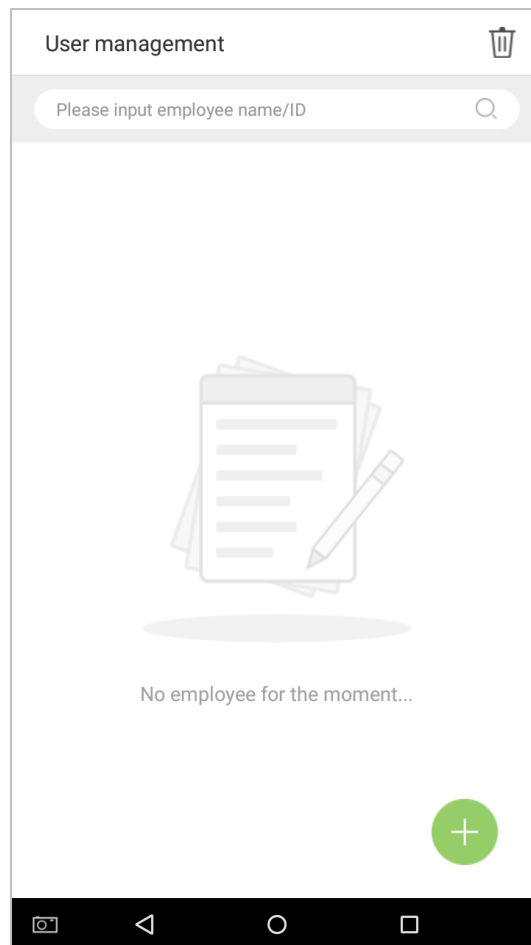 User management
Please input employee name/ID
No employee for the moment...